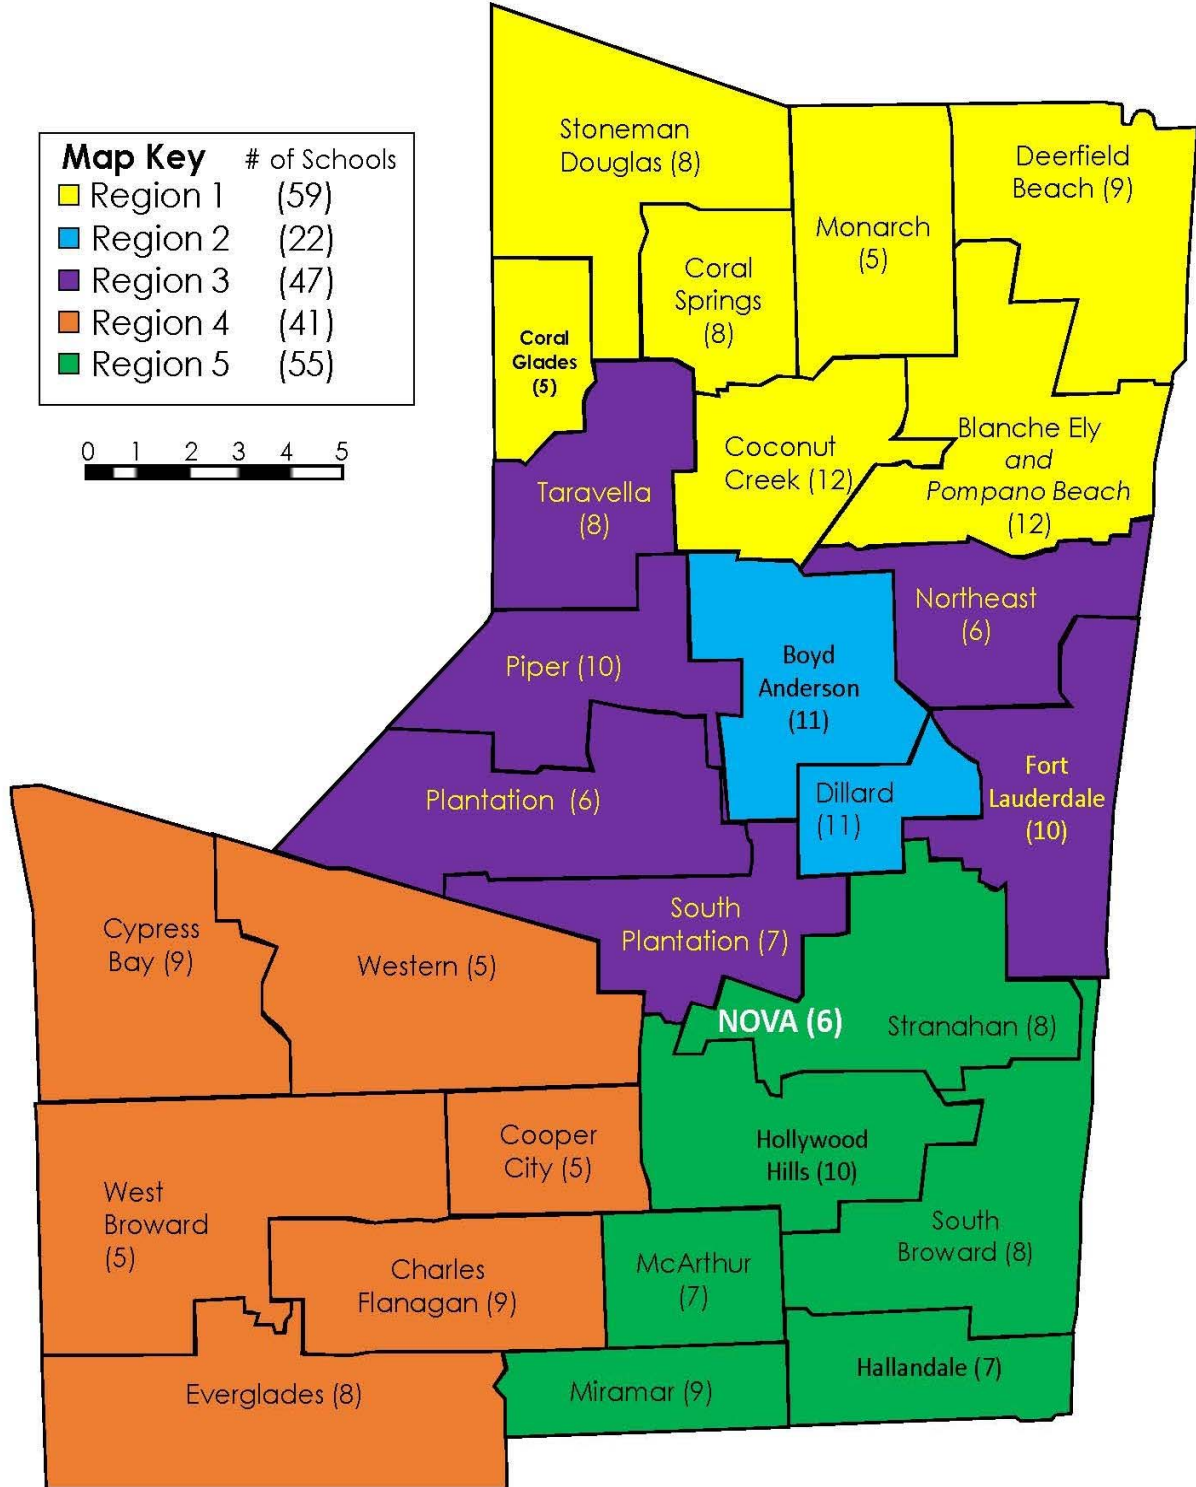 Map Key # of Schools
Region 1 (59)
Region 2 (22)
Region 3 (47)
Region 4 (41)
Region 5 (55)
0 1 2 3 4 5
Stoneman
Douglas (8)
Monarch
(5)
Deerfield
Beach (9)
Coral
Springs
(8)
Coral
Glades
(5)
Coconut
Creek (12)
Blanche Ely
and
Pompano Beach
(12)
Taravella
(8)
Northeast
(6)
Piper (10)
Boyd
Anderson
(11)
Plantation (6)
Dillard
(11)
Fort
Lauderdale
(10)
South
Plantation (7)
Cypress
Bay (9)
Western (5)
NOVA (6)
Stranahan (8)
Cooper
City (5)
Hollywood
Hills (10)
West
Broward
(5)
South
Broward (8)
Charles
Flanagan (9)
McArthur
(7)
Everglades (8)
Miramar (9)
Hallandale (7)